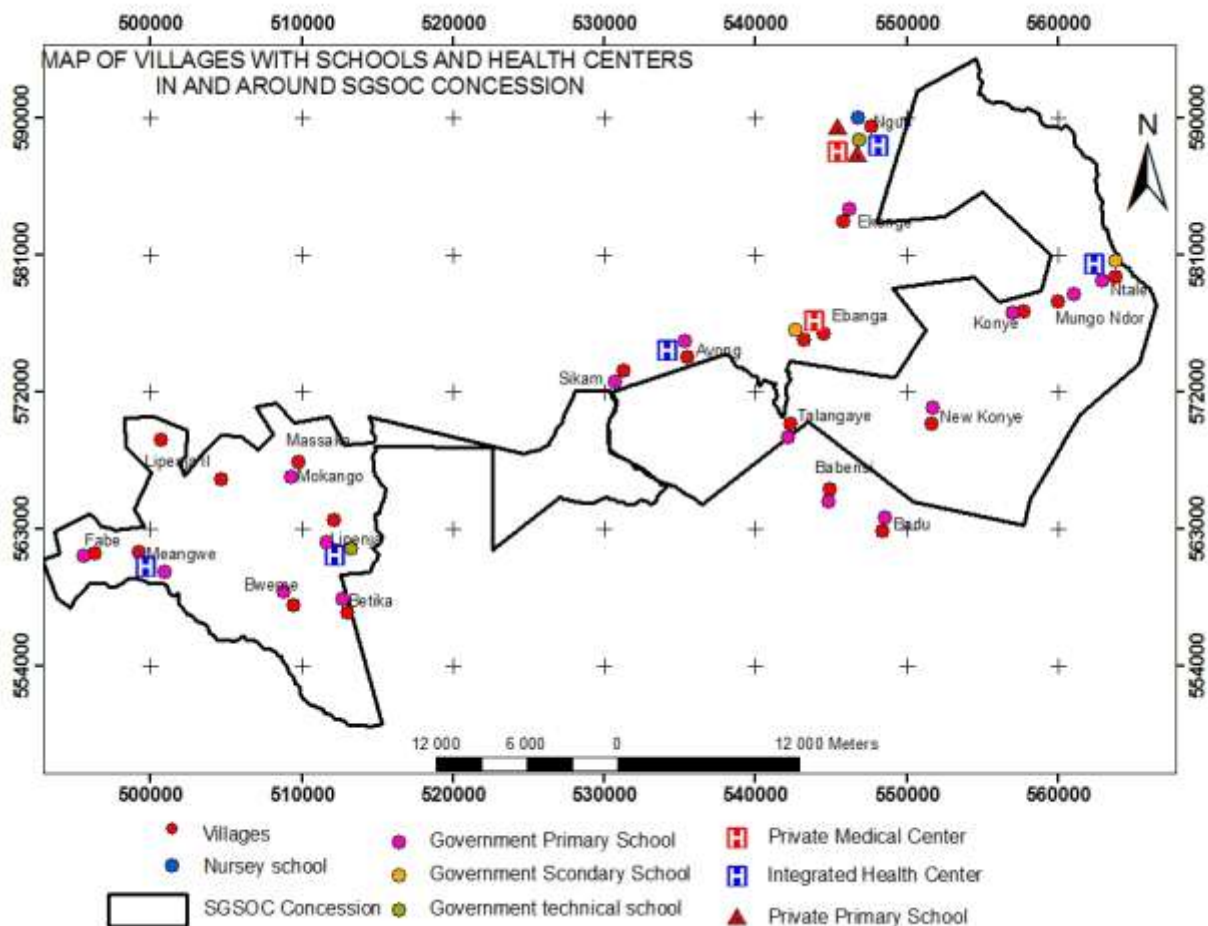 500000 510000 520000 530000 540000 550000 560000
MAP OF VILLAGES WITH SCHOOLS AND HEALTH CENTERS
IN AND AROUND SGSOC CONCESSION
590000 590000
Nguti
N
Ekenge
581000 581000
Ntale
Konye Mungo Ndor
Ebanga
Sikam Ayong
572000 572000
Talangaye New Konye
Massaka
Lipenja II Mokango
Babensi
Badu
563000 563000
Fabe Meangwe Lipenja
Bweme Betika
554000 554000
12 000 6 000 0 12 000 Meters
500000 510000 520000 530000 540000 550000 560000
Villages Government Primary School H Private Medical Center
Nursey school Government Scondary School H Integrated Health Center
SGSOC Concession Government technical school Private Primary School